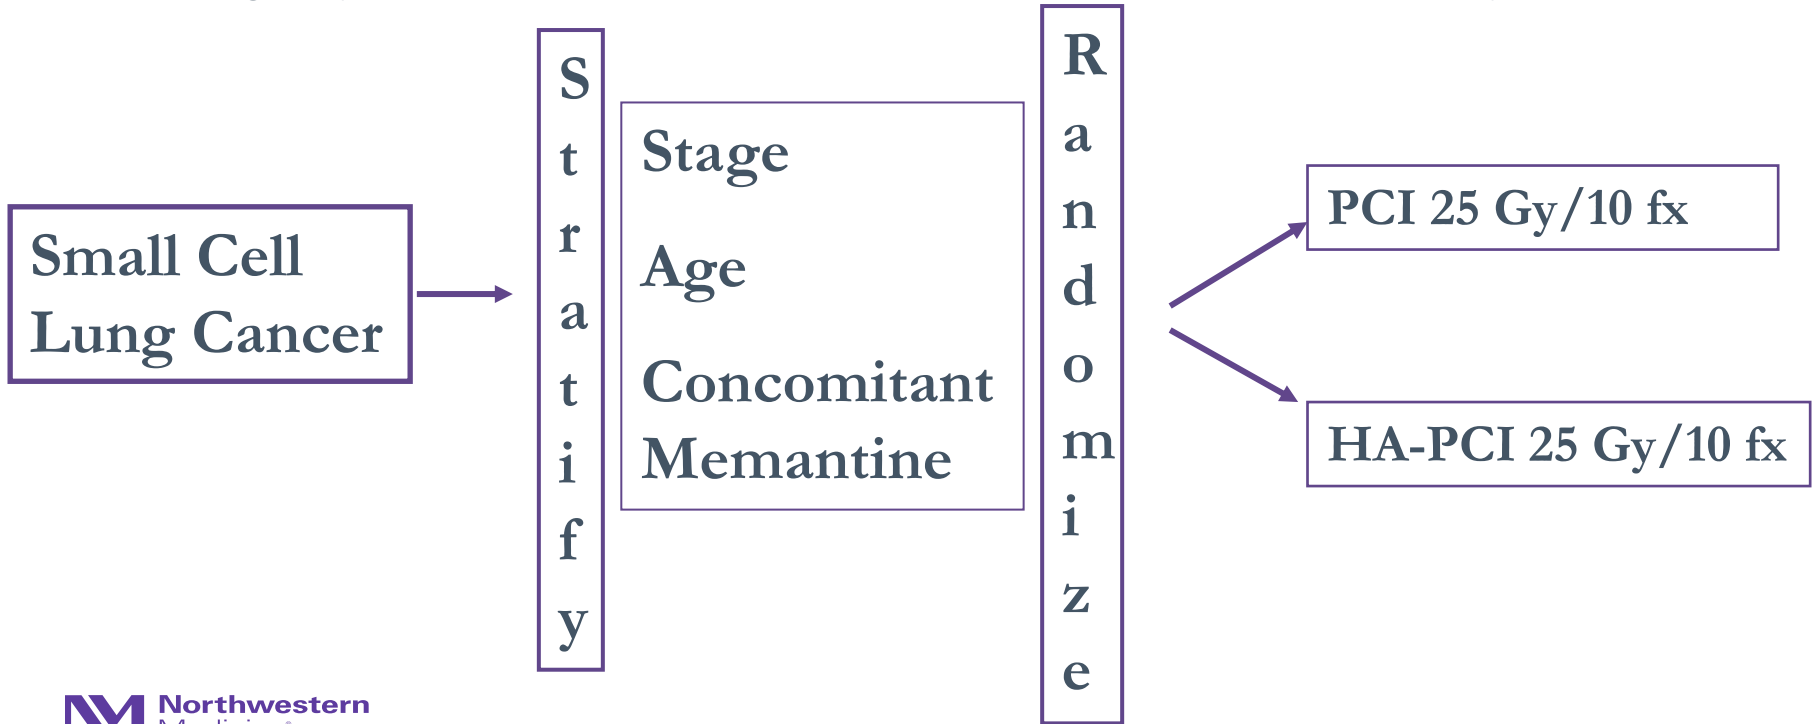 Small Cell
Lung Cancer
Stratify
Stage
Age
Concomitant
Memantine
Randomize
PCI 25 Gy/10 fx
HA-PCI 25 Gy/10 fx
Northwestern